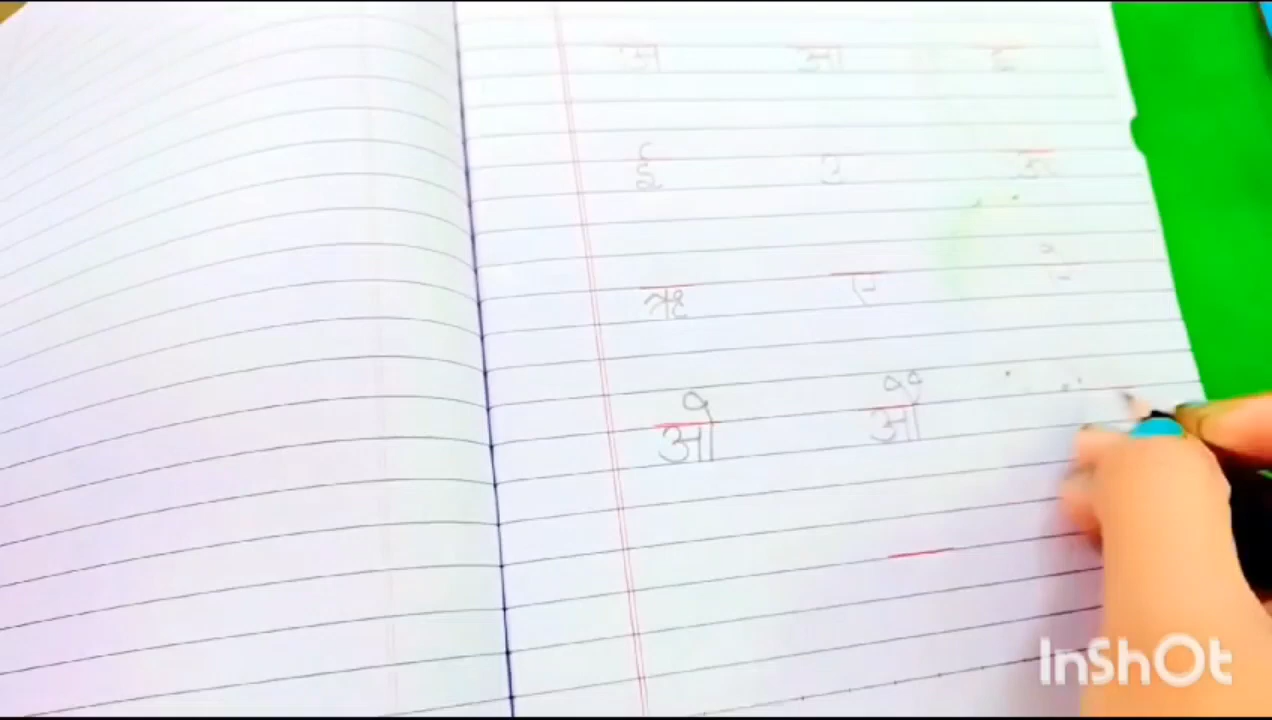 अ आ इ
ई उ ऊ
ऋ ए ऐ
ओ औ
InShOt